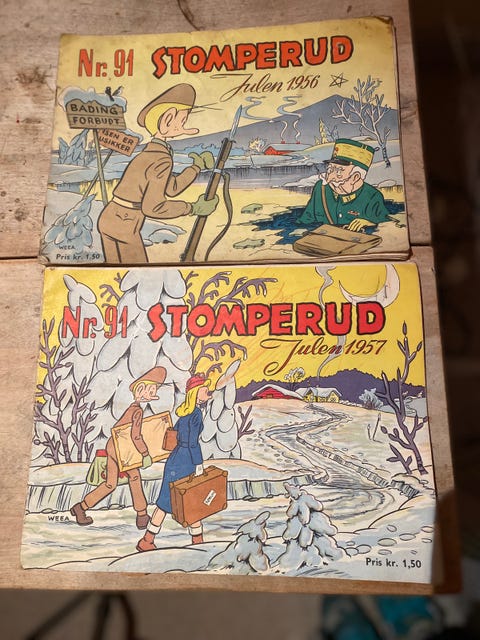 Nr. 91 STOMPERUD
Julen 1956
BADING
FORBUDT
ISEN ER
USIKKER
WEEA
Pris kr. 1,50
Nr. 91 STOMPERUD
Julen 1957
WEEA
Pris kr. 1,50